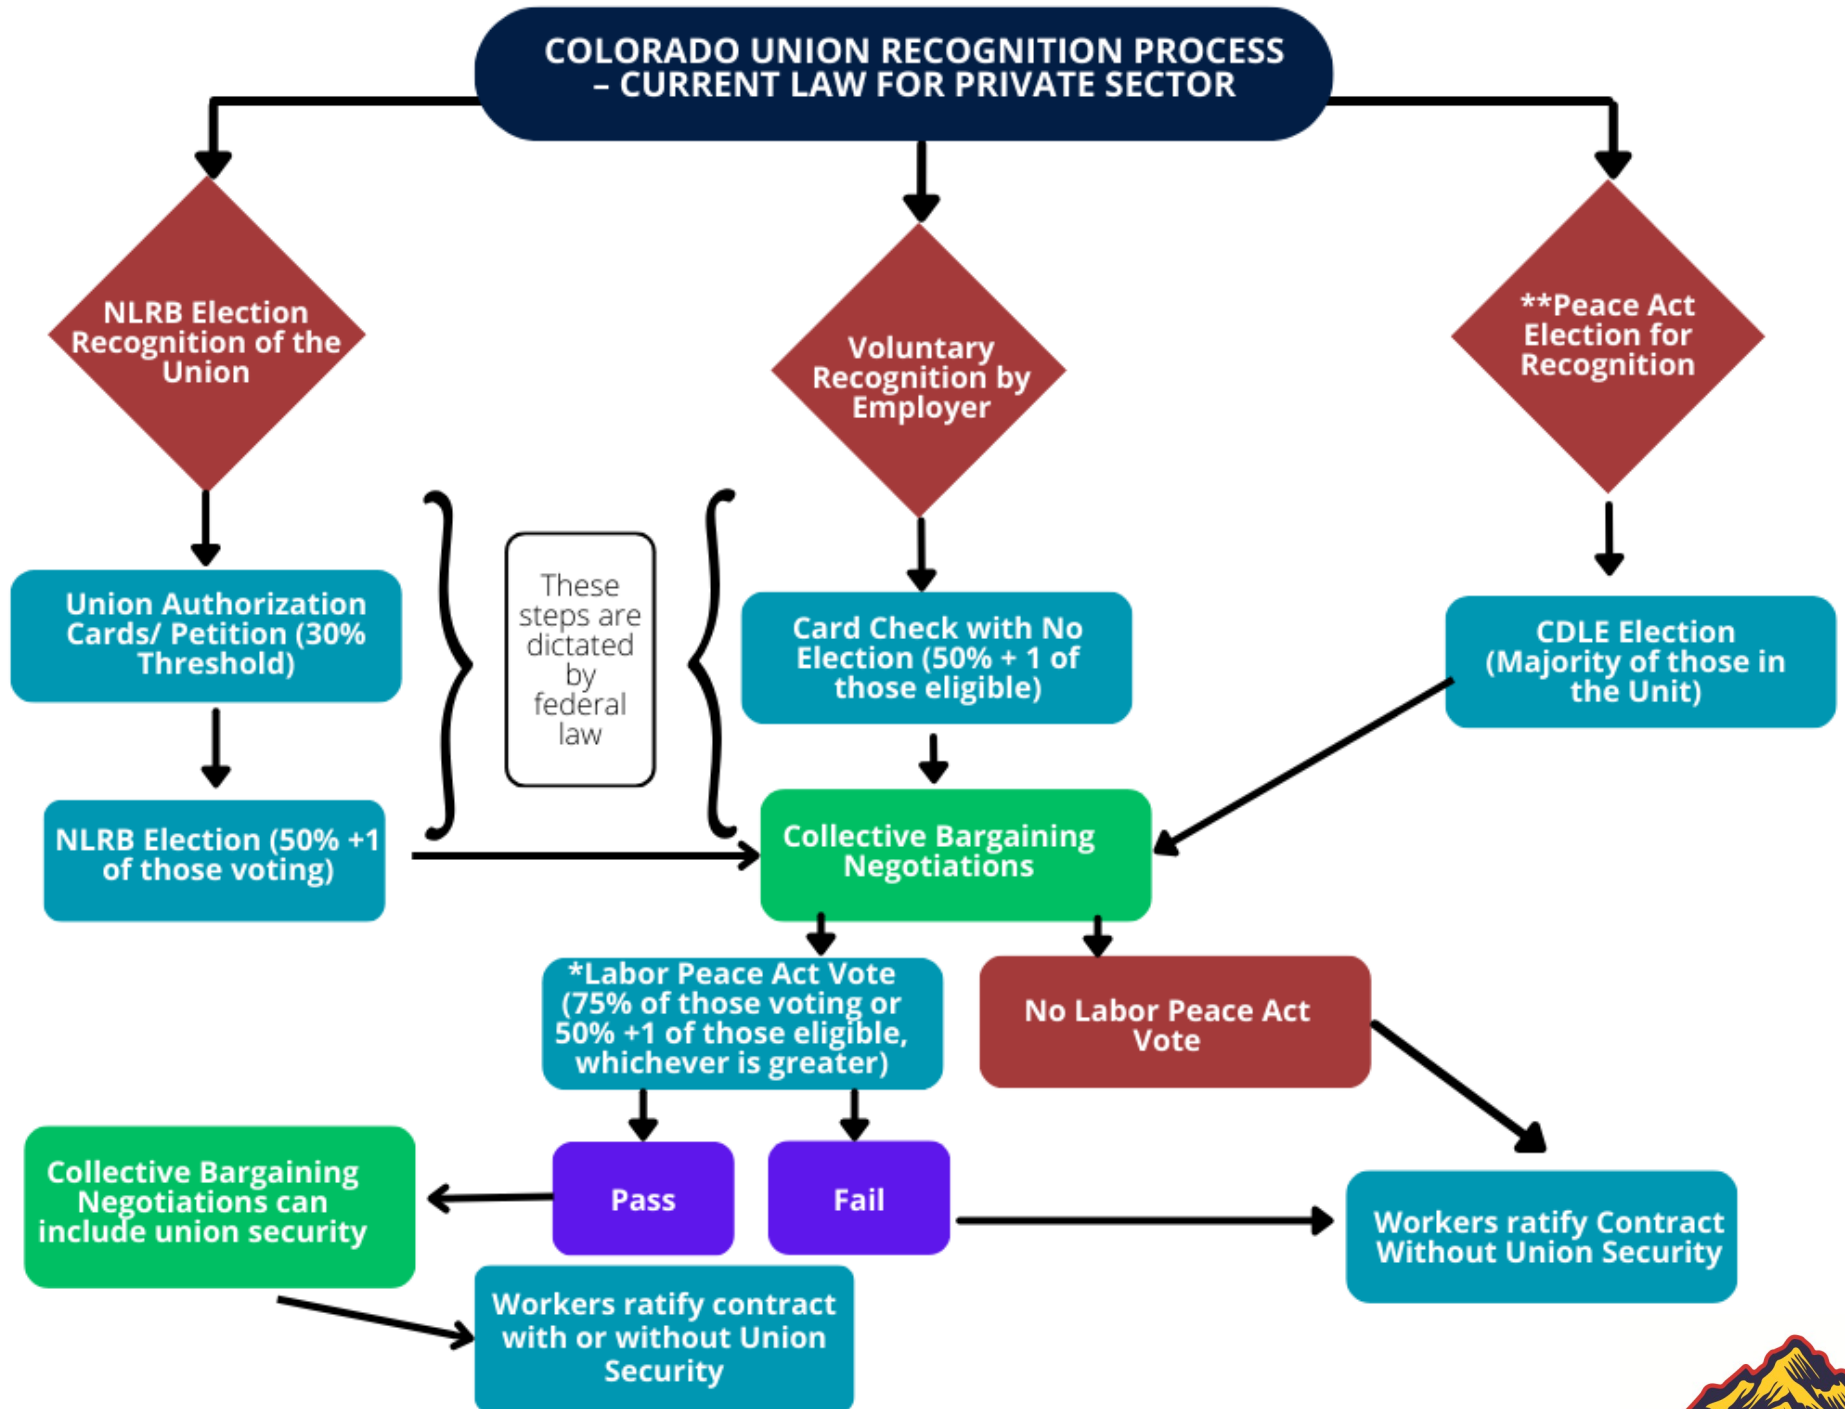 COLORADO UNION RECOGNITION PROCESS
– CURRENT LAW FOR PRIVATE SECTOR
NLRB Election
Recognition of the
Union
Voluntary
Recognition by
Employer
**Peace Act
Election for
Recognition
Union Authorization
Cards/ Petition (30%
Threshold)
These
steps are
dictated
by
federal
law
Card Check with No
Election (50% + 1 of
those eligible)
CDLE Election
(Majority of those in
the Unit)
NLRB Election (50% +1
of those voting)
Collective Bargaining
Negotiations
*Labor Peace Act Vote
(75% of those voting or
50% +1 of those eligible,
whichever is greater)
No Labor Peace Act
Vote
Collective Bargaining
Negotiations can
include union security
Pass
Fail
Workers ratify Contract
Without Union Security
Workers ratify contract
with or without Union
Security